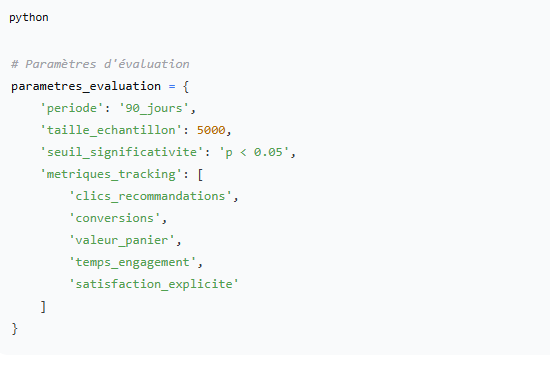 python
# Paramètres d'évaluation
parametres_evaluation = {
    'periode': '90_jours',
    'taille_echantillon': 5000,
    'seuil_significativite': 'p < 0.05',
    'metriques_tracking': [
        'clics_recommandations',
        'conversions',
        'valeur_panier',
        'temps_engagement',
        'satisfaction_explicite'
    ]
}